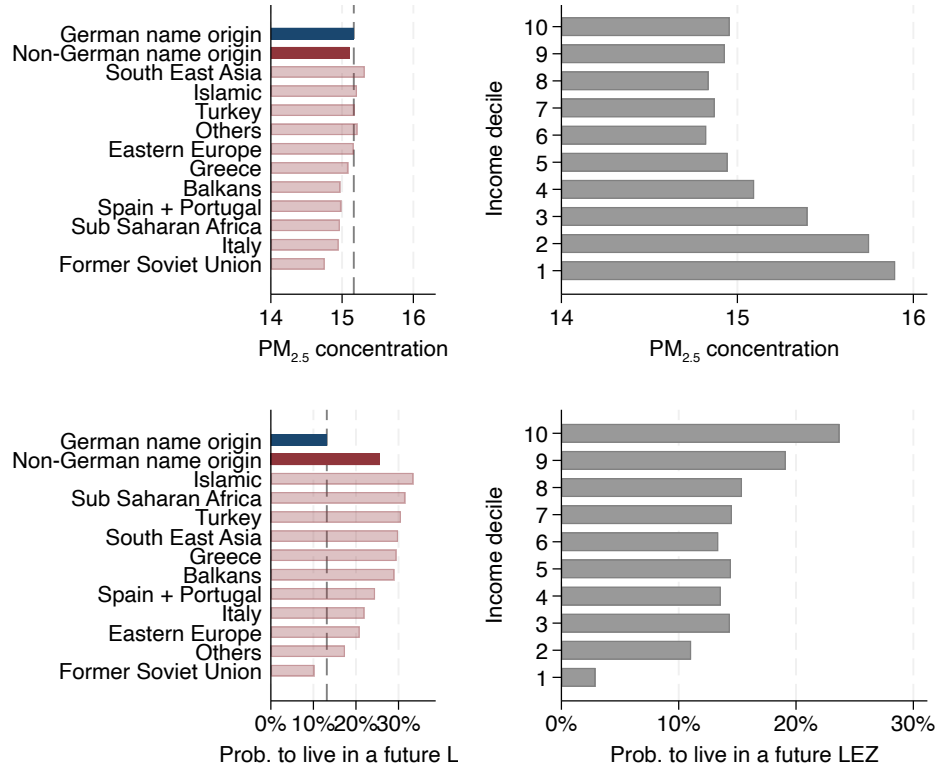 German name origin
Non-German name origin
South East Asia
Islamic
Turkey
Others
Eastern Europe
Greece
Balkans
Spain + Portugal
Sub Saharan Africa
Italy
Former Soviet Union
14 15 16
PM2.5 concentration
Income decile
10
9
8
7
6
5
4
3
2
1
14 15 16
PM2.5 concentration
German name origin
Non-German name origin
Islamic
Sub Saharan Africa
Turkey
South East Asia
Greece
Balkans
Spain + Portugal
Italy
Eastern Europe
Others
Former Soviet Union
0% 10% 20% 30%
Prob. to live in a future L
Income decile
10
9
8
7
6
5
4
3
2
1
0% 10% 20% 30%
Prob. to live in a future LEZ